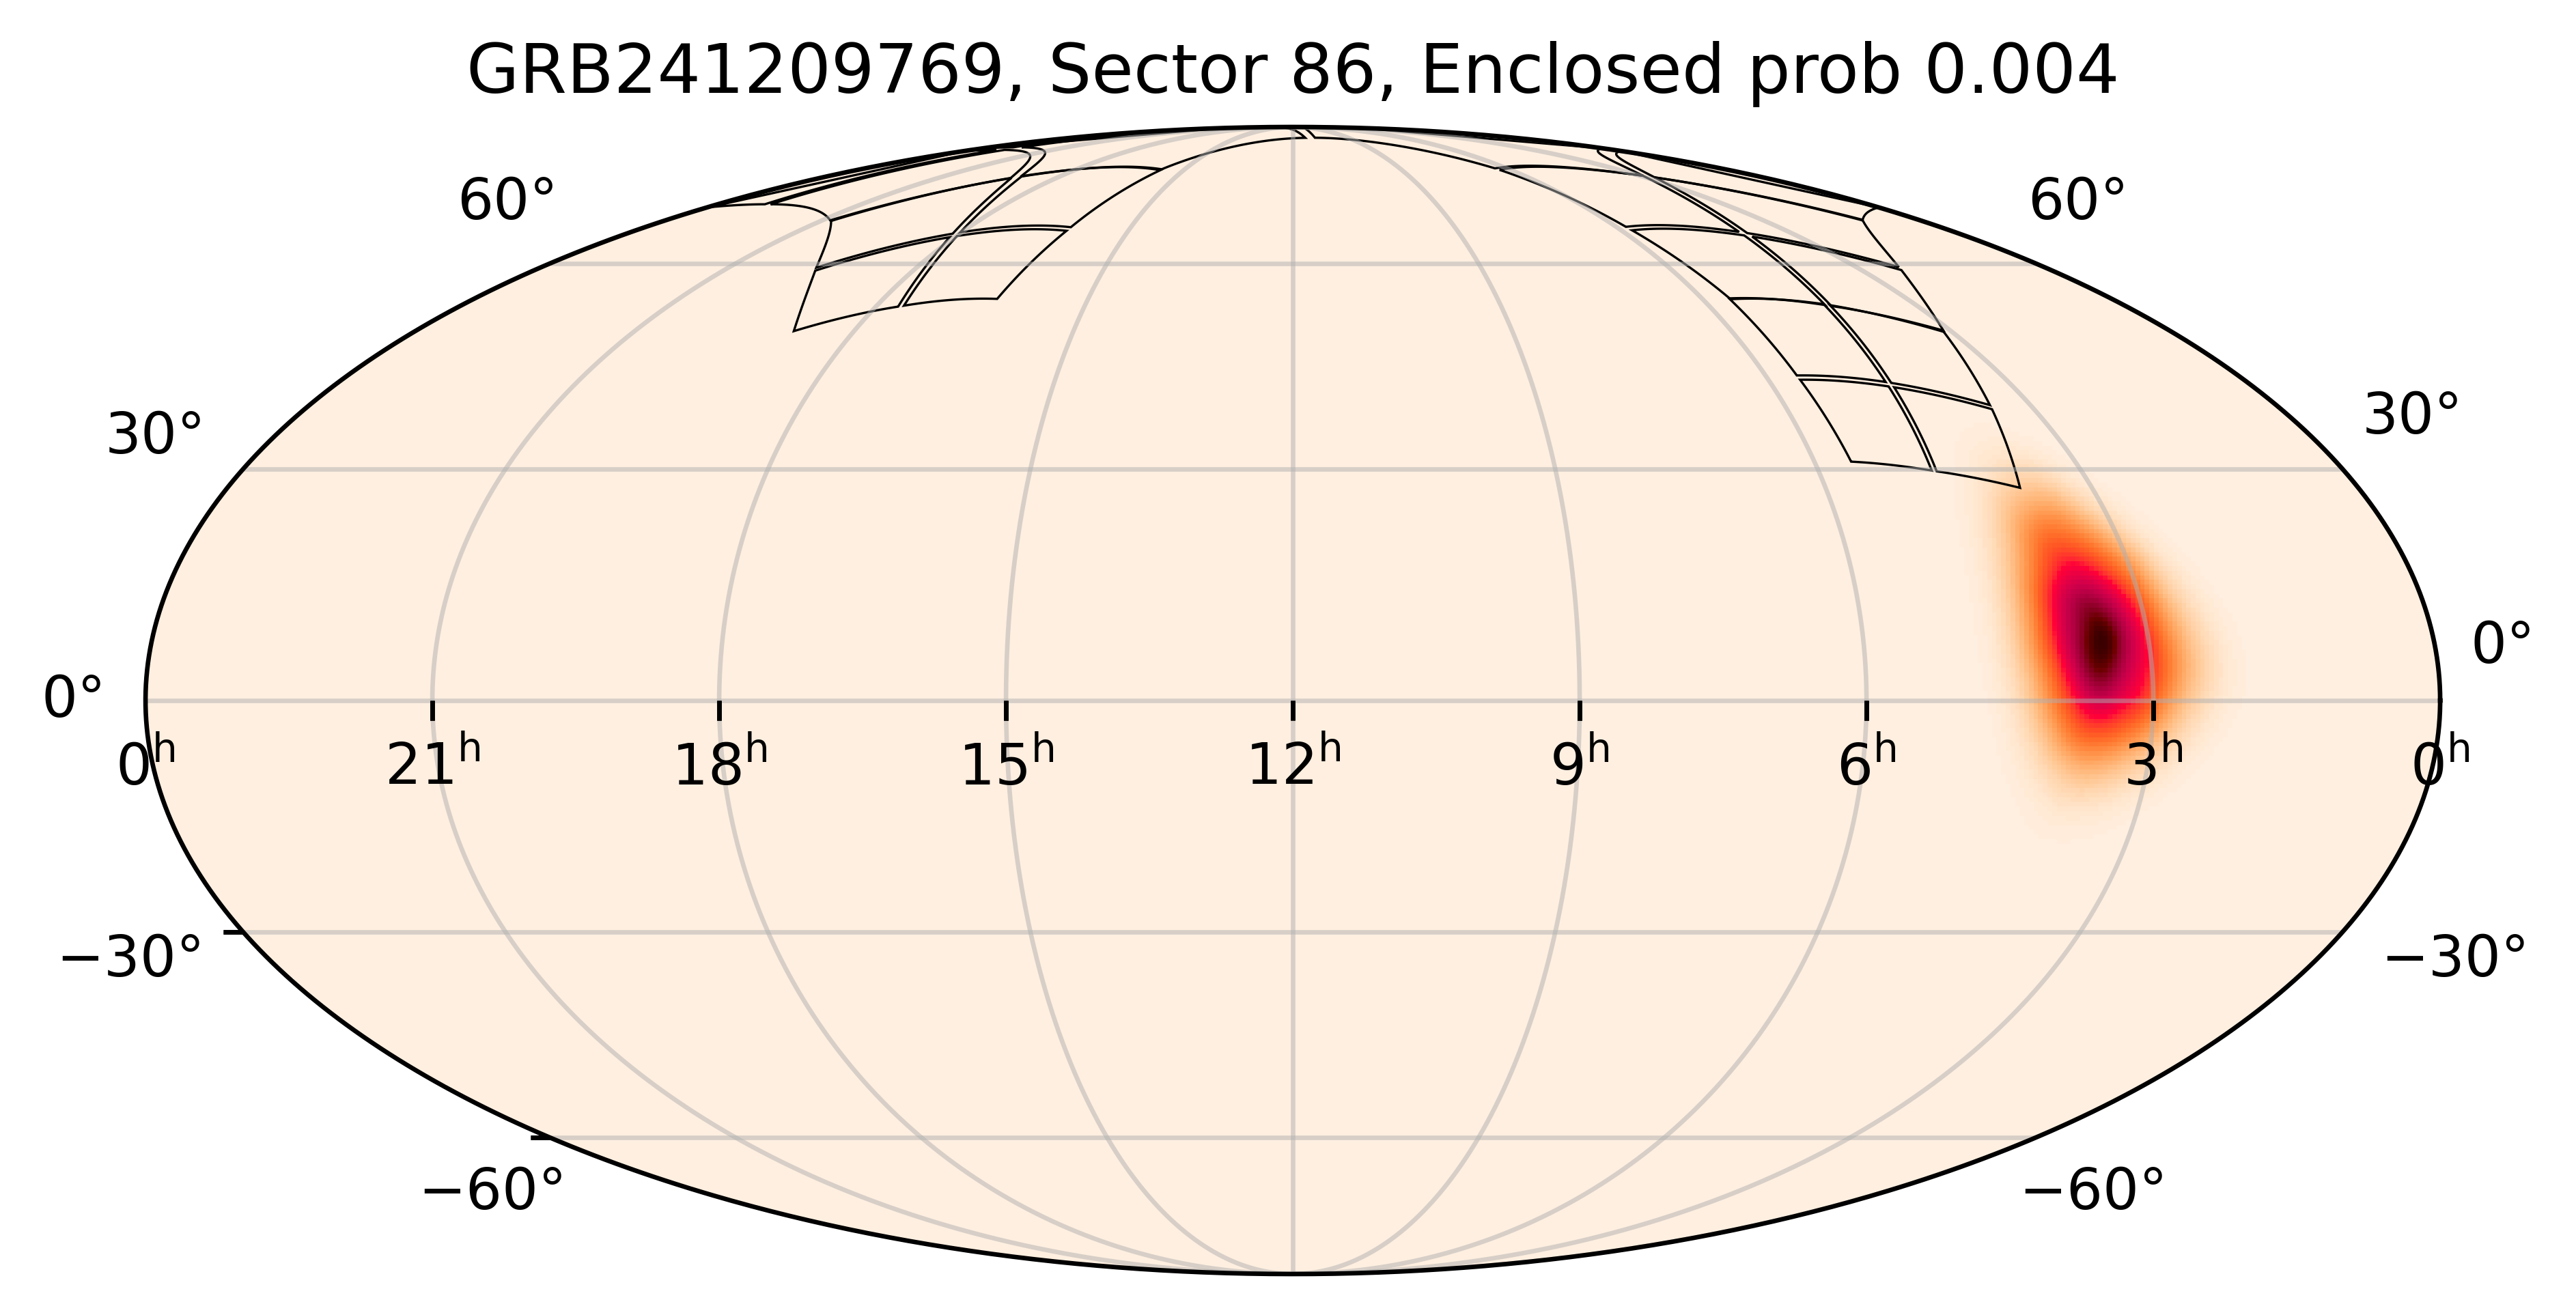 GRB241209769, Sector 86, Enclosed prob 0.004
60° 60°
30° 30°
0° 0°
0ʰ 21ʰ 18ʰ 15ʰ 12ʰ 9ʰ 6ʰ 3ʰ 0ʰ
−30° −30°
−60° −60°